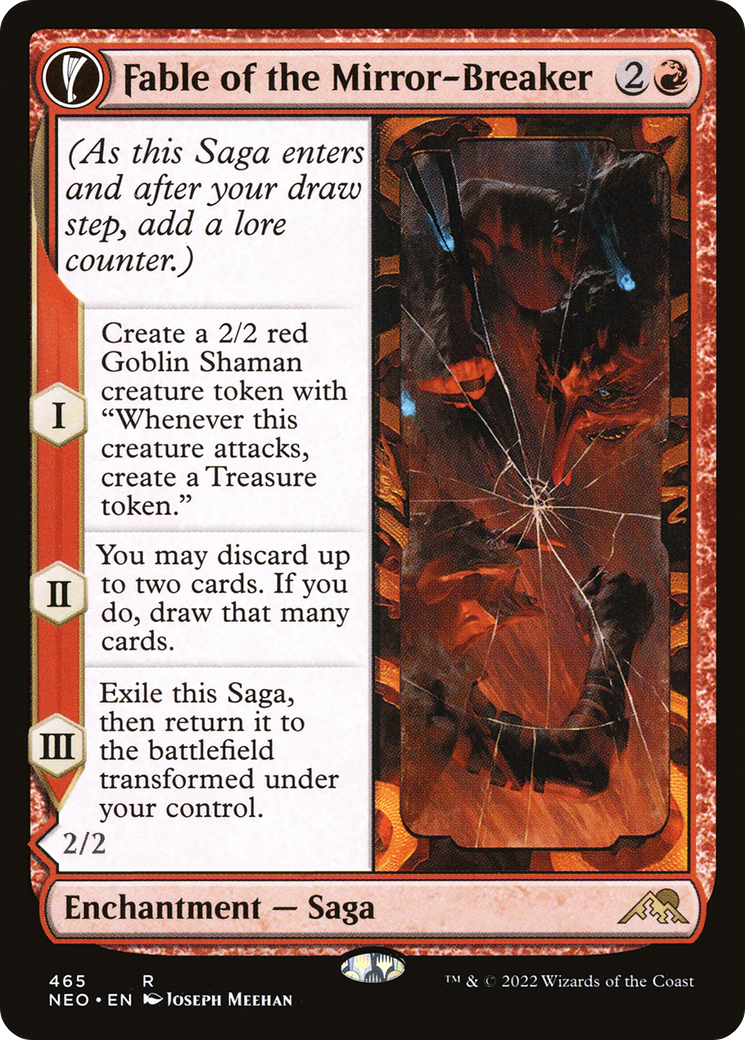 Fable of the Mirror-Breaker 2
(As this Saga enters
and after your draw
step, add a lore
counter.)
I
Create a 2/2 red
Goblin Shaman
creature token with
“Whenever this
creature attacks,
create a Treasure
token.”
II
You may discard up
to two cards. If you
do, draw that many
cards.
III
Exile this Saga,
then return it to
the battlefield
transformed under
your control.
2/2
Enchantment — Saga
465 R
NEO • EN Joseph Meehan
™ & © 2022 Wizards of the Coast